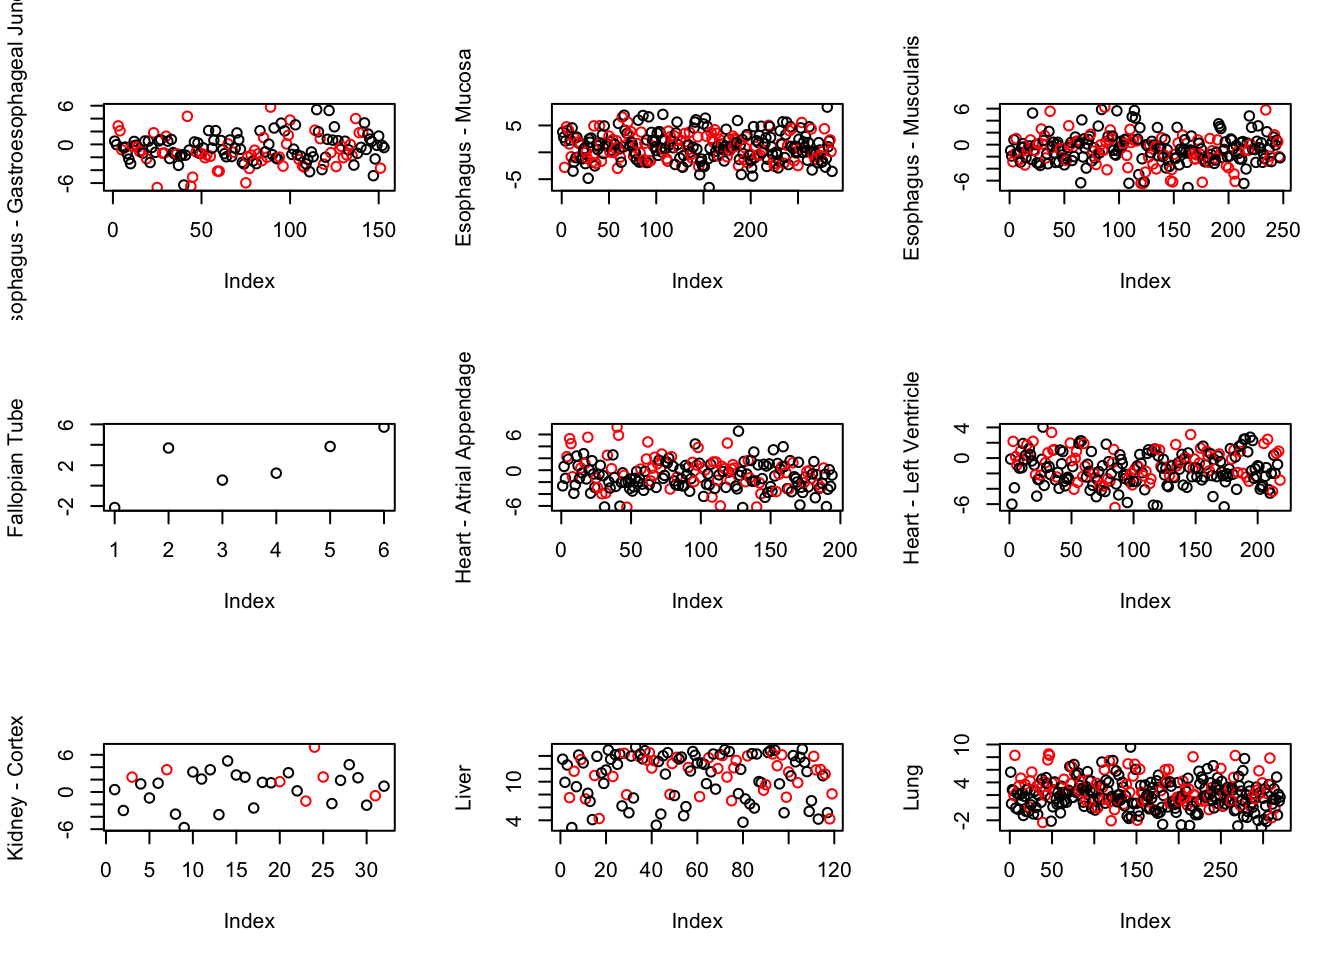 sophagus - Gastroesophageal Junc
6
0
-6
0 50 100 150
Index
Esophagus - Mucosa
5
-5
0 50 100 200
Index
Esophagus - Muscularis
6
0
-6
0 50 100 150 200 250
Index
Fallopian Tube
6
2
-2
1 2 3 4 5 6
Index
Heart - Atrial Appendage
6
0
-6
0 50 100 150 200
Index
Heart - Left Ventricle
4
0
-6
0 50 100 150 200
Index
Kidney - Cortex
6
0
-6
0 5 10 15 20 25 30
Index
Liver
10
4
0 20 40 60 80 120
Index
Lung
10
4
-2
0 50 150 250
Index